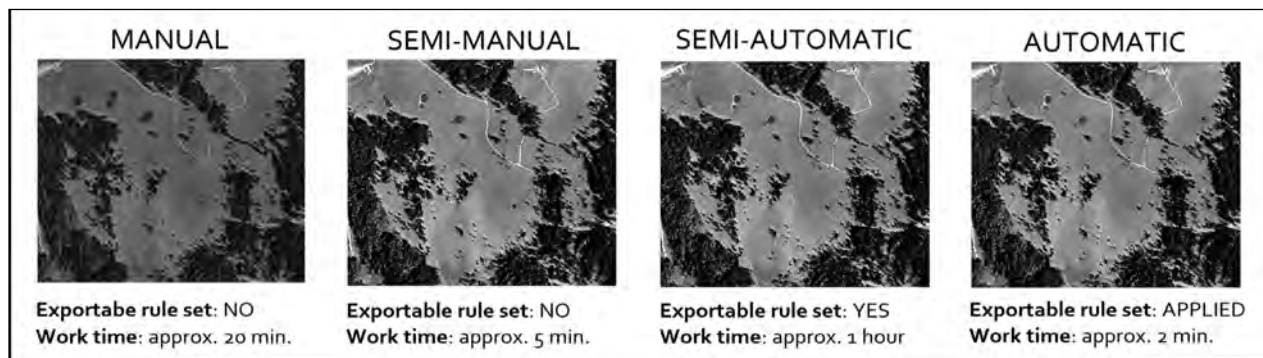 MANUAL
SEMI-MANUAL
SEMI-AUTOMATIC
AUTOMATIC
Exportabe rule set: NO
Work time: approx. 20 min.
Exportable rule set: NO
Work time: approx. 5 min.
Exportable rule set: YES
Work time: approx. 1 hour
Exportable rule set: APPLIED
Work time: approx. 2 min.